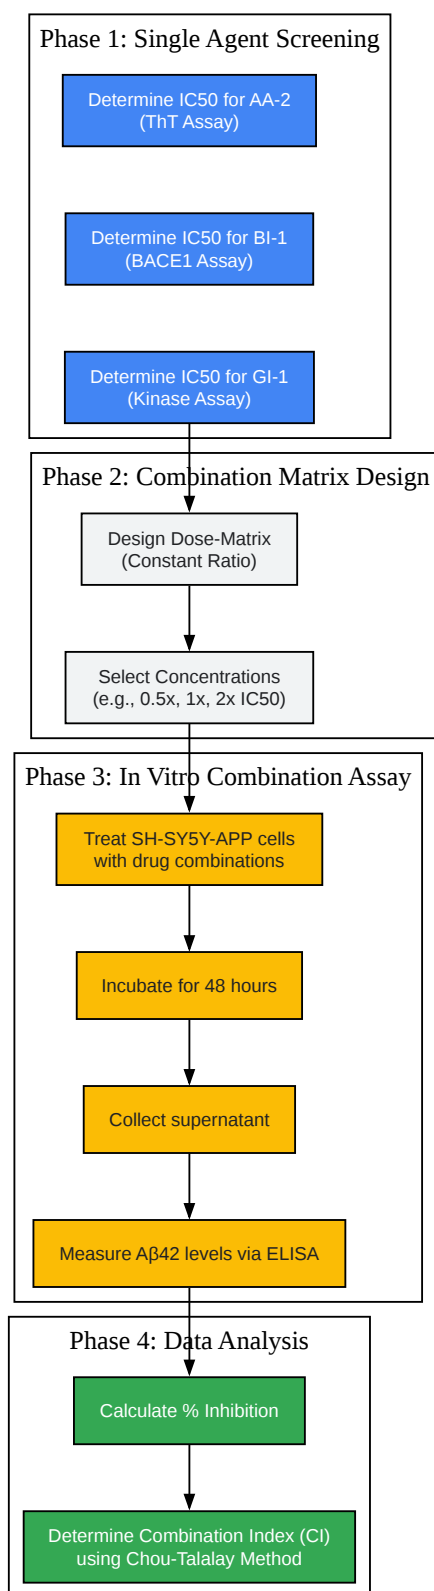 Phase 1: Single Agent Screening
Determine IC50 for AA-2
(ThT Assay)
Determine IC50 for BI-1
(BACE1 Assay)
Determine IC50 for GI-1
(Kinase Assay)
Phase 2: Combination Matrix Design
Design Dose-Matrix
(Constant Ratio)
Select Concentrations
(e.g., 0.5x, 1x, 2x IC50)
Phase 3: In Vitro Combination Assay
Treat SH-SY5Y-APP cells
with drug combinations
Incubate for 48 hours
Collect supernatant
Measure Aβ42 levels via ELISA
Phase 4: Data Analysis
Calculate % Inhibition
Determine Combination Index (CI)
using Chou-Talalay Method